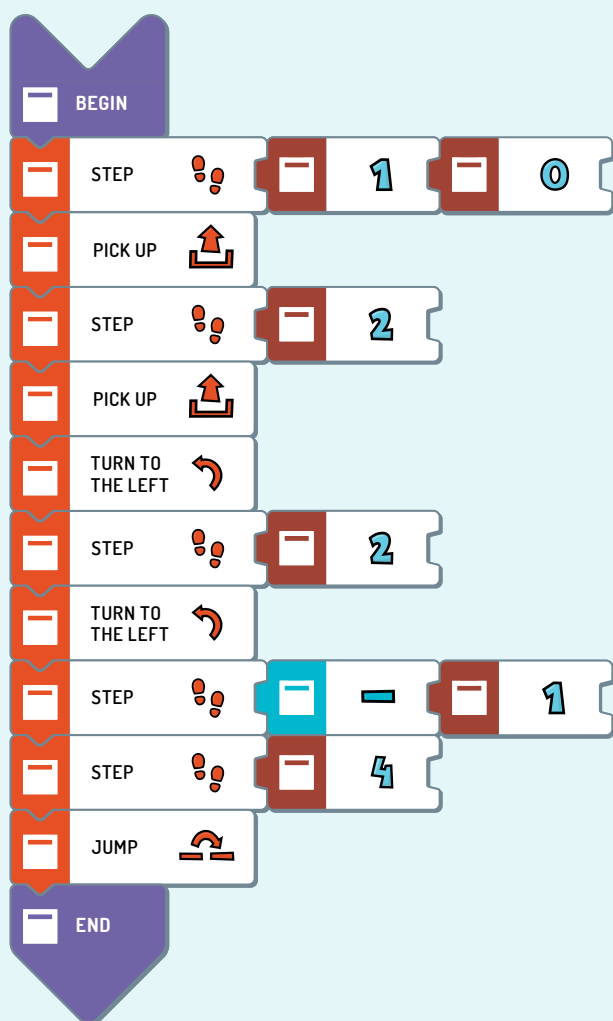 BEGIN
STEP 1 0
PICK UP
STEP 2
PICK UP
TURN TO
THE LEFT
STEP 2
TURN TO
THE LEFT
STEP - 1
STEP 4
JUMP
END